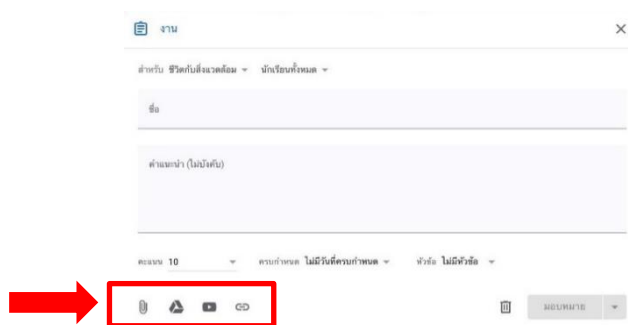 งาน
สำหรับ ชีวิตกับสิ่งแวดล้อม นักเรียนทั้งหมด
ชื่อ
คำแนะนำ (ไม่บังคับ)
คะแนน 10 ครบกำหนด ไม่มีวันที่ครบกำหนด หัวข้อ ไม่มีหัวข้อ
มอบหมาย